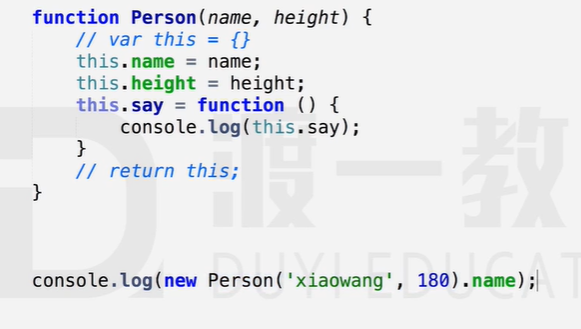 function Person(name, height) {
    // var this = {}
    this.name = name;
    this.height = height;
    this.say = function () {
        console.log(this.say);
    }
    // return this;
}
渡一教
DUYI EDUCAT
console.log(new Person('xiaowang', 180).name);